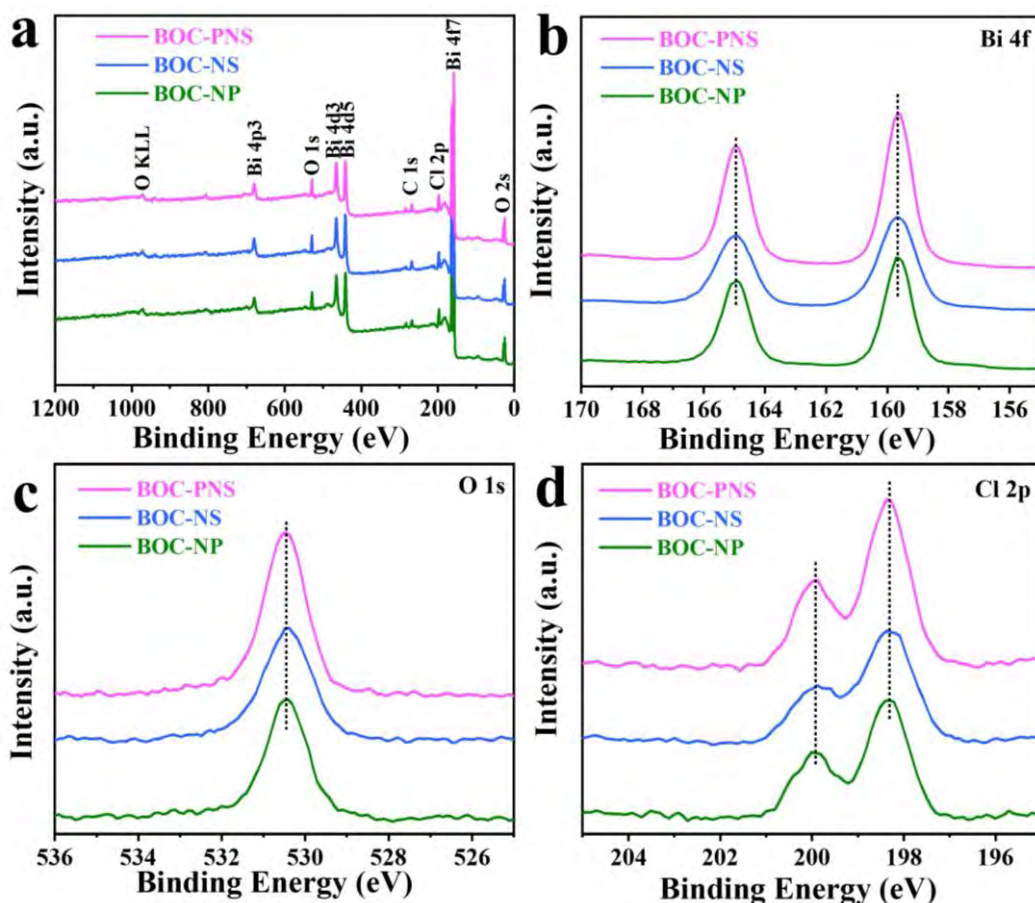 a
BOC-PNS
BOC-NS
BOC-NP
O KLL
Bi 4p3
O 1s
Bi 4d3
Bi 4d5
C 1s
Cl 2p
Bi 4f7
O 2s
Intensity (a.u.)
1200 1000 800 600 400 200 0
Binding Energy (eV)
b
Bi 4f
BOC-PNS
BOC-NS
BOC-NP
Intensity (a.u.)
170 168 166 164 162 160 158 156
Binding Energy (eV)
c
O 1s
BOC-PNS
BOC-NS
BOC-NP
Intensity (a.u.)
536 534 532 530 528 526
Binding Energy (eV)
d
Cl 2p
BOC-PNS
BOC-NS
BOC-NP
Intensity (a.u.)
204 202 200 198 196
Binding Energy (eV)